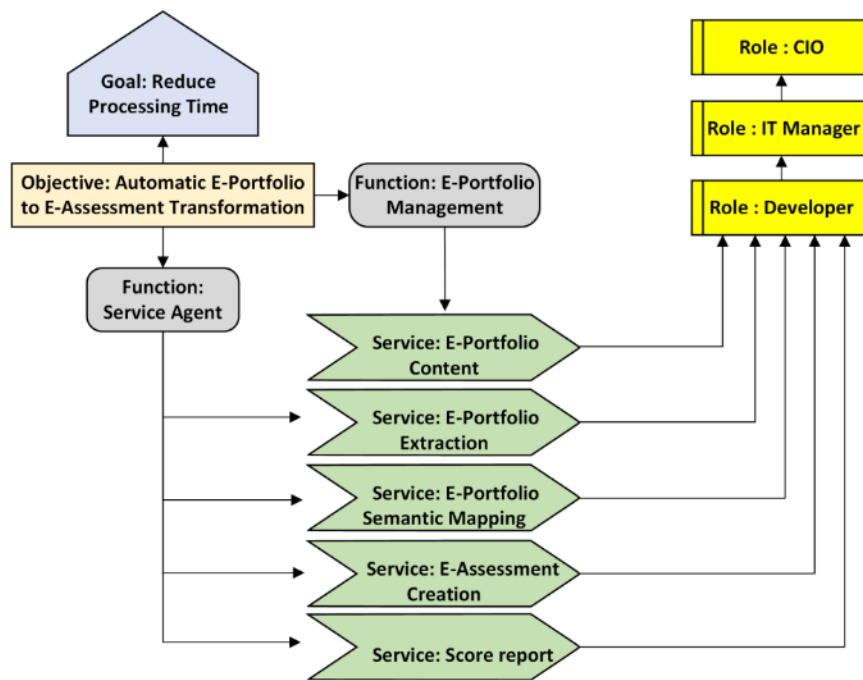 Goal: Reduce
Processing Time
Role : CIO
Role : IT Manager
Objective: Automatic E-Portfolio
to E-Assessment Transformation
Function: E-Portfolio
Management
Role : Developer
Function:
Service Agent
Service: E-Portfolio
Content
Service: E-Portfolio
Extraction
Service: E-Portfolio
Semantic Mapping
Service: E-Assessment
Creation
Service: Score report